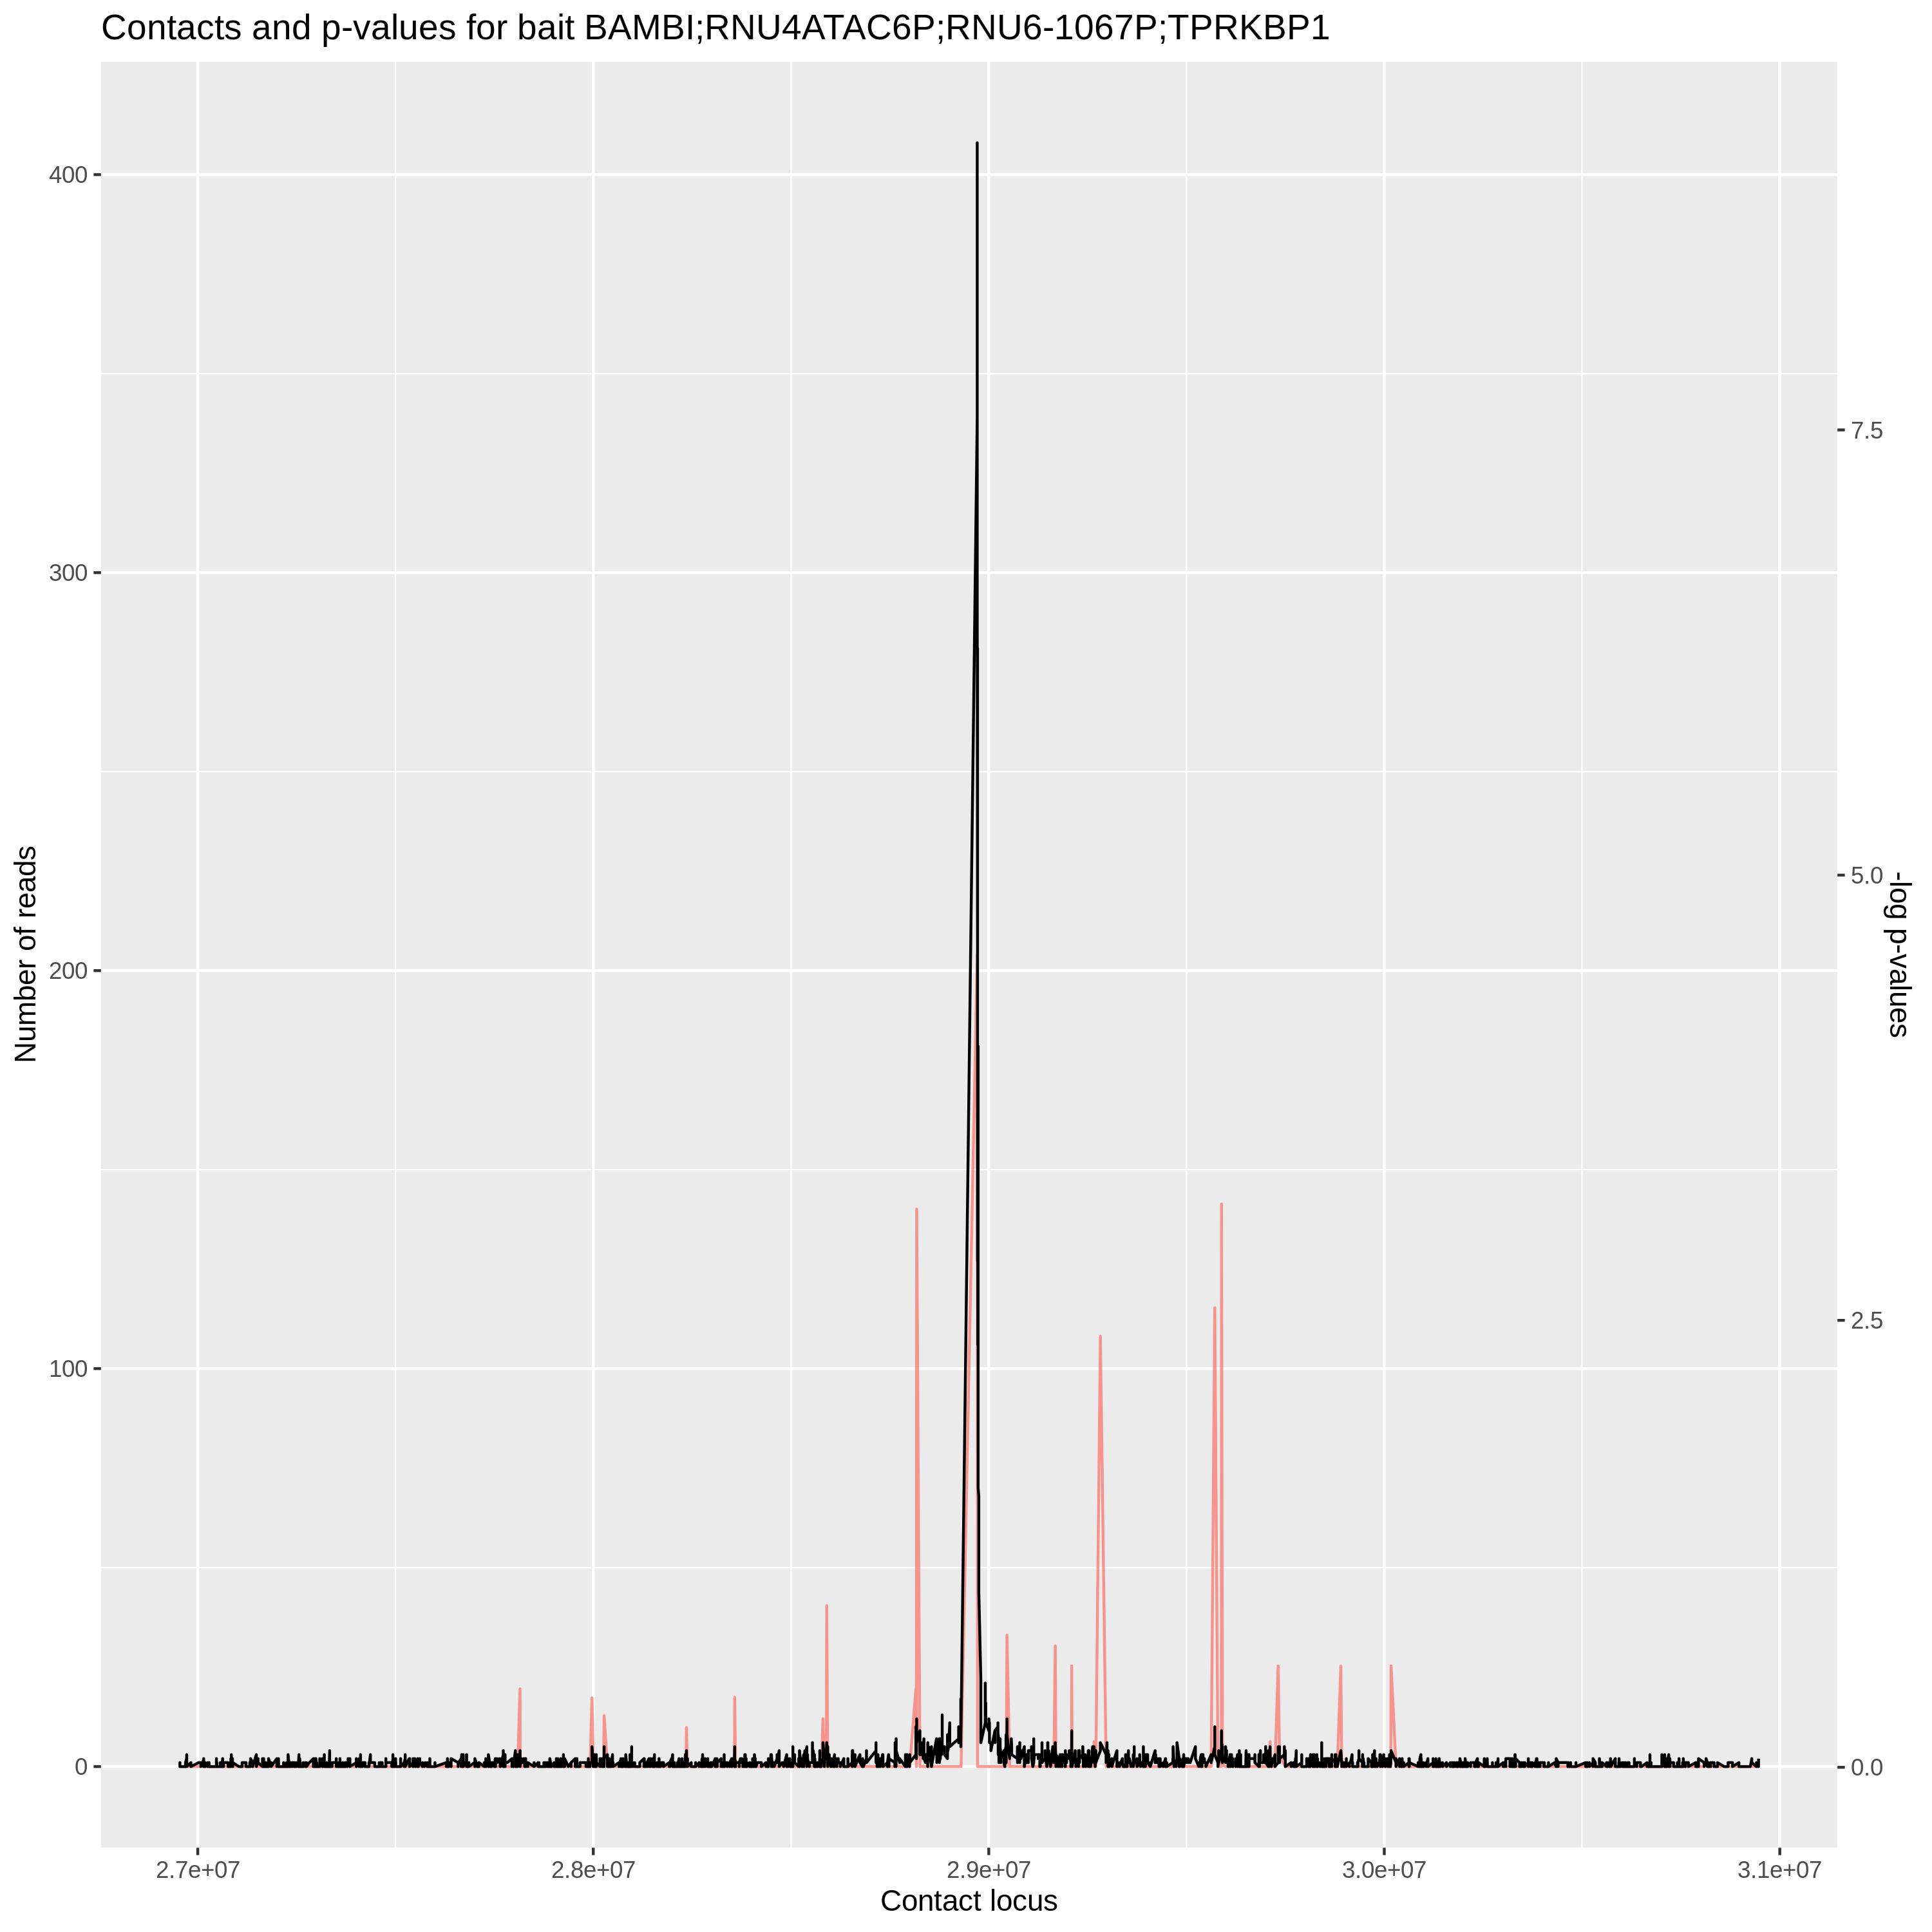 Contacts and p-values for bait BAMBI;RNU4ATAC6P;RNU6-1067P;TPRKBP1
400
300
200
100
0
Number of reads
7.5
5.0
2.5
0.0
-log p-values
2.7e+07 2.8e+07 2.9e+07 3.0e+07 3.1e+07
Contact locus